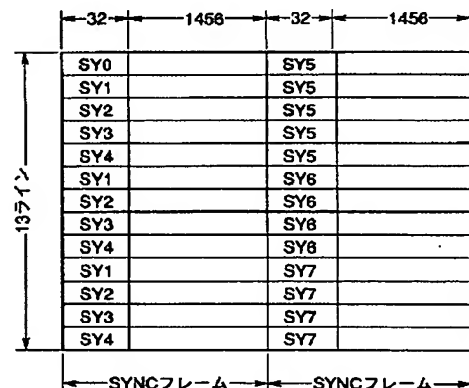 32 1456 32 1456
SY0 SY5
SY1 SY5
SY2 SY5
SY3 SY5
SY4 SY5
SY1 SY6
SY2 SY6
SY3 SY6
SY4 SY6
SY1 SY7
SY2 SY7
SY3 SY7
SY4 SY7
13ライン
SYNCフレーム SYNCフレーム